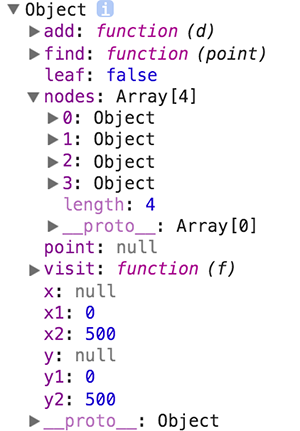 ▼Object i
▶add: function (d)
▶find: function (point)
leaf: false
▼nodes: Array[4]
▶0: Object
▶1: Object
▶2: Object
▶3: Object
length: 4
▶__proto__: Array[0]
point: null
▶visit: function (f)
x: null
x1: 0
x2: 500
y: null
y1: 0
y2: 500
▶__proto__: Object